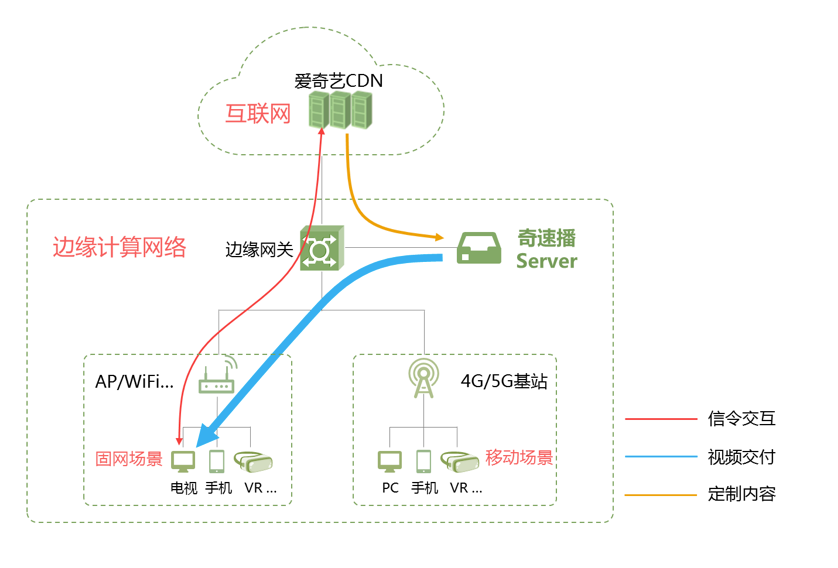 爱奇艺CDN
互联网
边缘计算网络
边缘网关
奇速播
Server
AP/WiFi...
4G/5G基站
固网场景
移动场景
电视 手机 VR ...
PC 手机 VR ...
信令交互
视频交付
定制内容